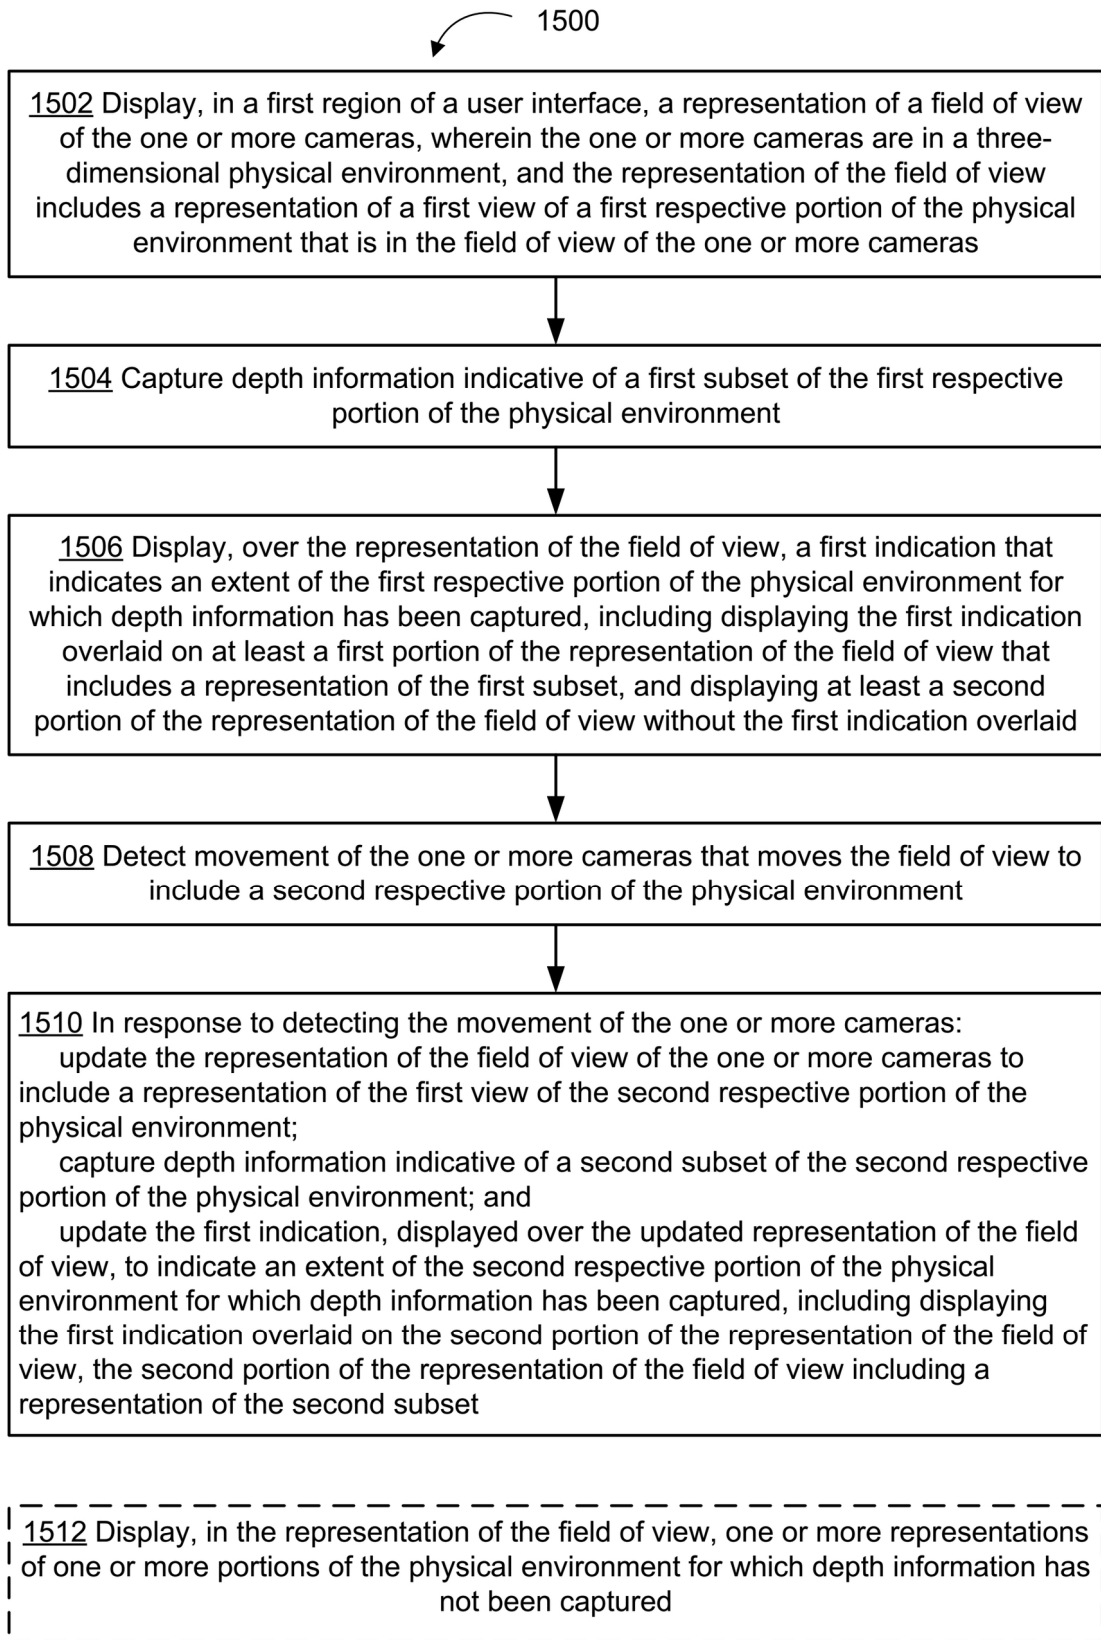 1500
1502 Display, in a first region of a user interface, a representation of a field of view
of the one or more cameras, wherein the one or more cameras are in a three-
dimensional physical environment, and the representation of the field of view
includes a representation of a first view of a first respective portion of the physical
environment that is in the field of view of the one or more cameras
1504 Capture depth information indicative of a first subset of the first respective
portion of the physical environment
1506 Display, over the representation of the field of view, a first indication that
indicates an extent of the first respective portion of the physical environment for
which depth information has been captured, including displaying the first indication
overlaid on at least a first portion of the representation of the field of view that
includes a representation of the first subset, and displaying at least a second
portion of the representation of the field of view without the first indication overlaid
1508 Detect movement of the one or more cameras that moves the field of view to
include a second respective portion of the physical environment
1510 In response to detecting the movement of the one or more cameras:
update the representation of the field of view of the one or more cameras to
include a representation of the first view of the second respective portion of the
physical environment;
capture depth information indicative of a second subset of the second respective
portion of the physical environment; and
update the first indication, displayed over the updated representation of the field
of view, to indicate an extent of the second respective portion of the physical
environment for which depth information has been captured, including displaying
the first indication overlaid on the second portion of the representation of the field of
view, the second portion of the representation of the field of view including a
representation of the second subset
1512 Display, in the representation of the field of view, one or more representations
of one or more portions of the physical environment for which depth information has
not been captured